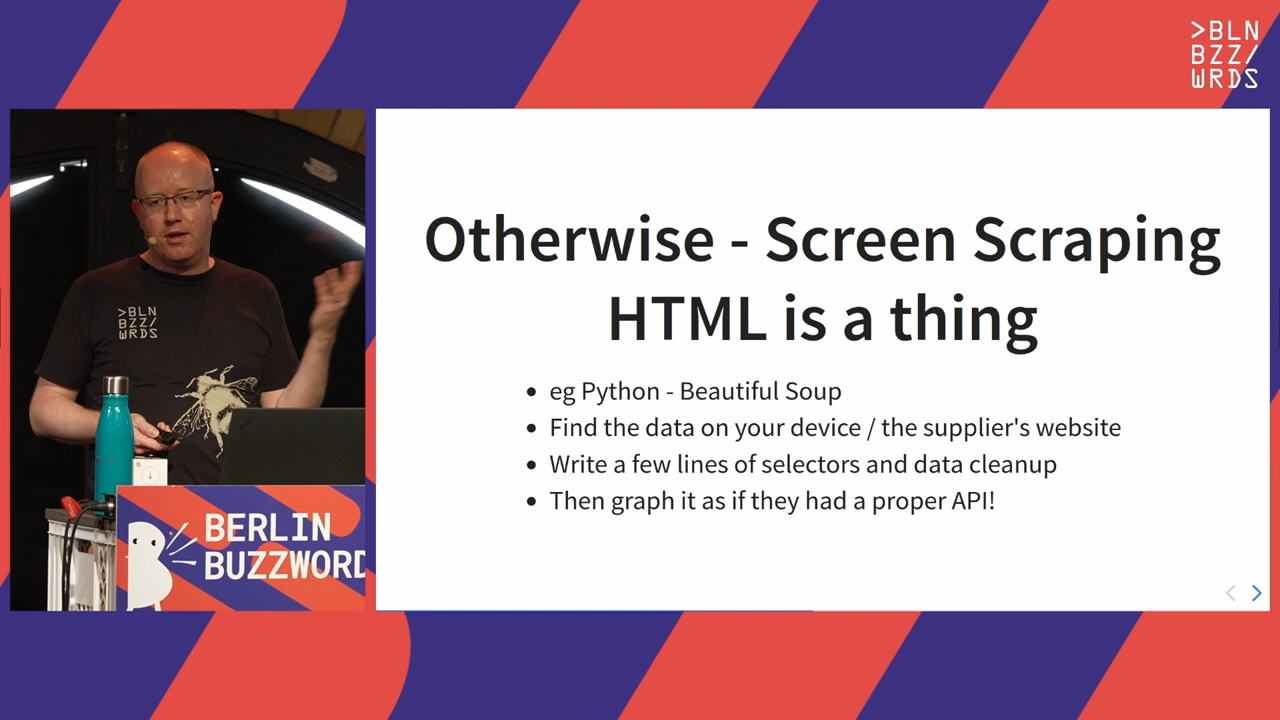 >BLN
BZZ/
WRDS
>BLN
BZZ/
WRDS
BERLIN
BUZZWORD
Otherwise - Screen Scraping
HTML is a thing
eg Python - Beautiful Soup
Find the data on your device / the supplier's website
Write a few lines of selectors and data cleanup
Then graph it as if they had a proper API!